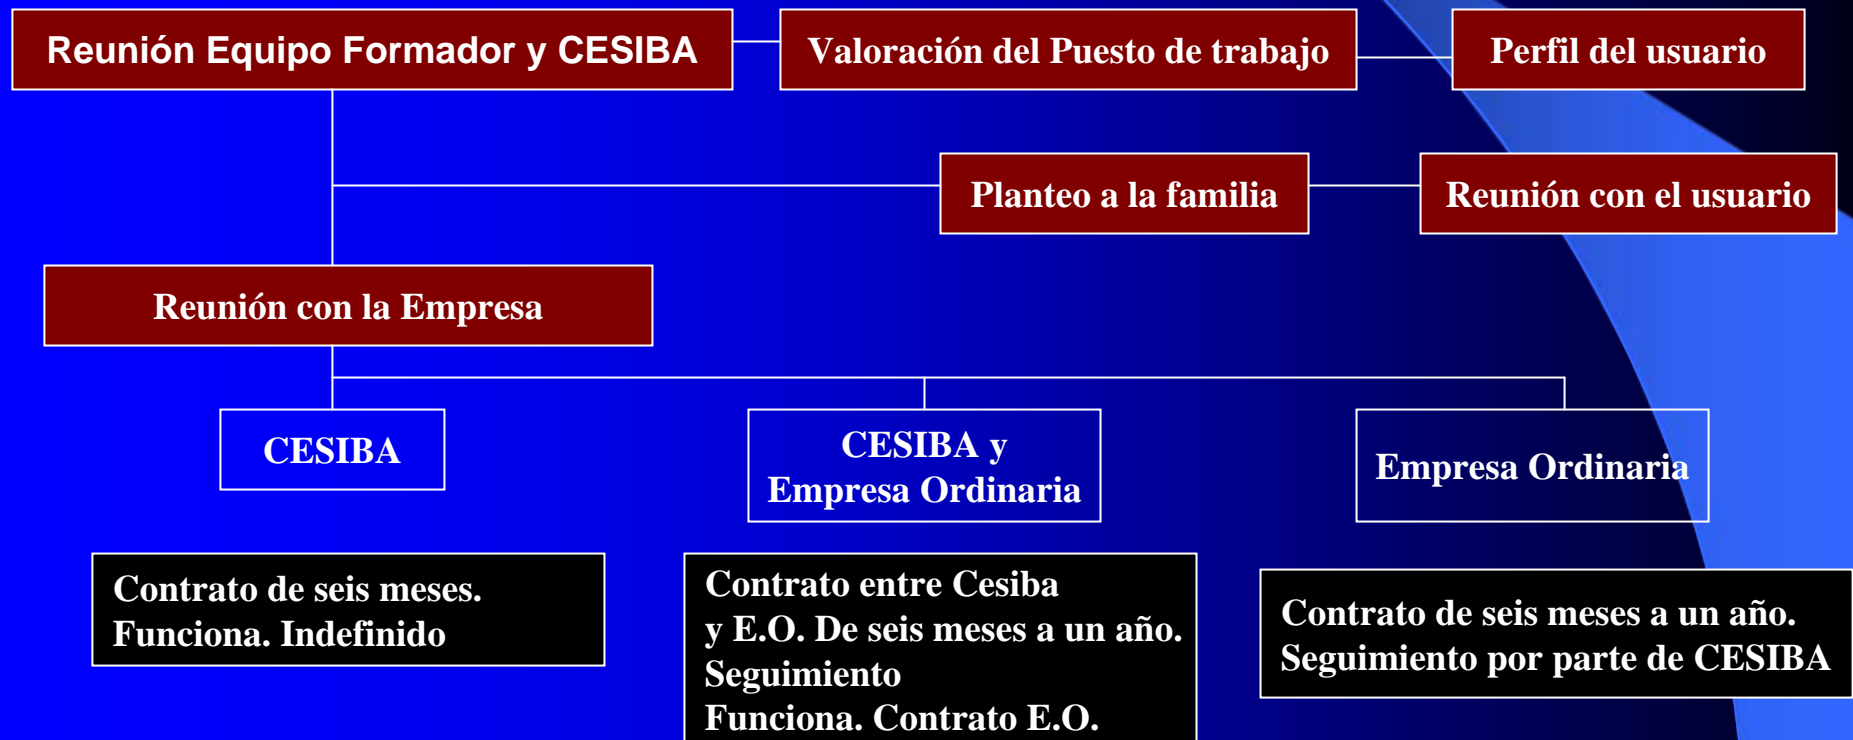 Reunión Equipo Formador y CESIBA
Valoración del Puesto de trabajo
Perfil del usuario
Planteo a la familia
Reunión con el usuario
Reunión con la Empresa
CESIBA
CESIBA y
Empresa Ordinaria
Empresa Ordinaria
Contrato de seis meses.
Funciona. Indefinido
Contrato entre Cesiba
y E.O. De seis meses a un año.
Seguimiento
Funciona. Contrato E.O.
Contrato de seis meses a un año.
Seguimiento por parte de CESIBA